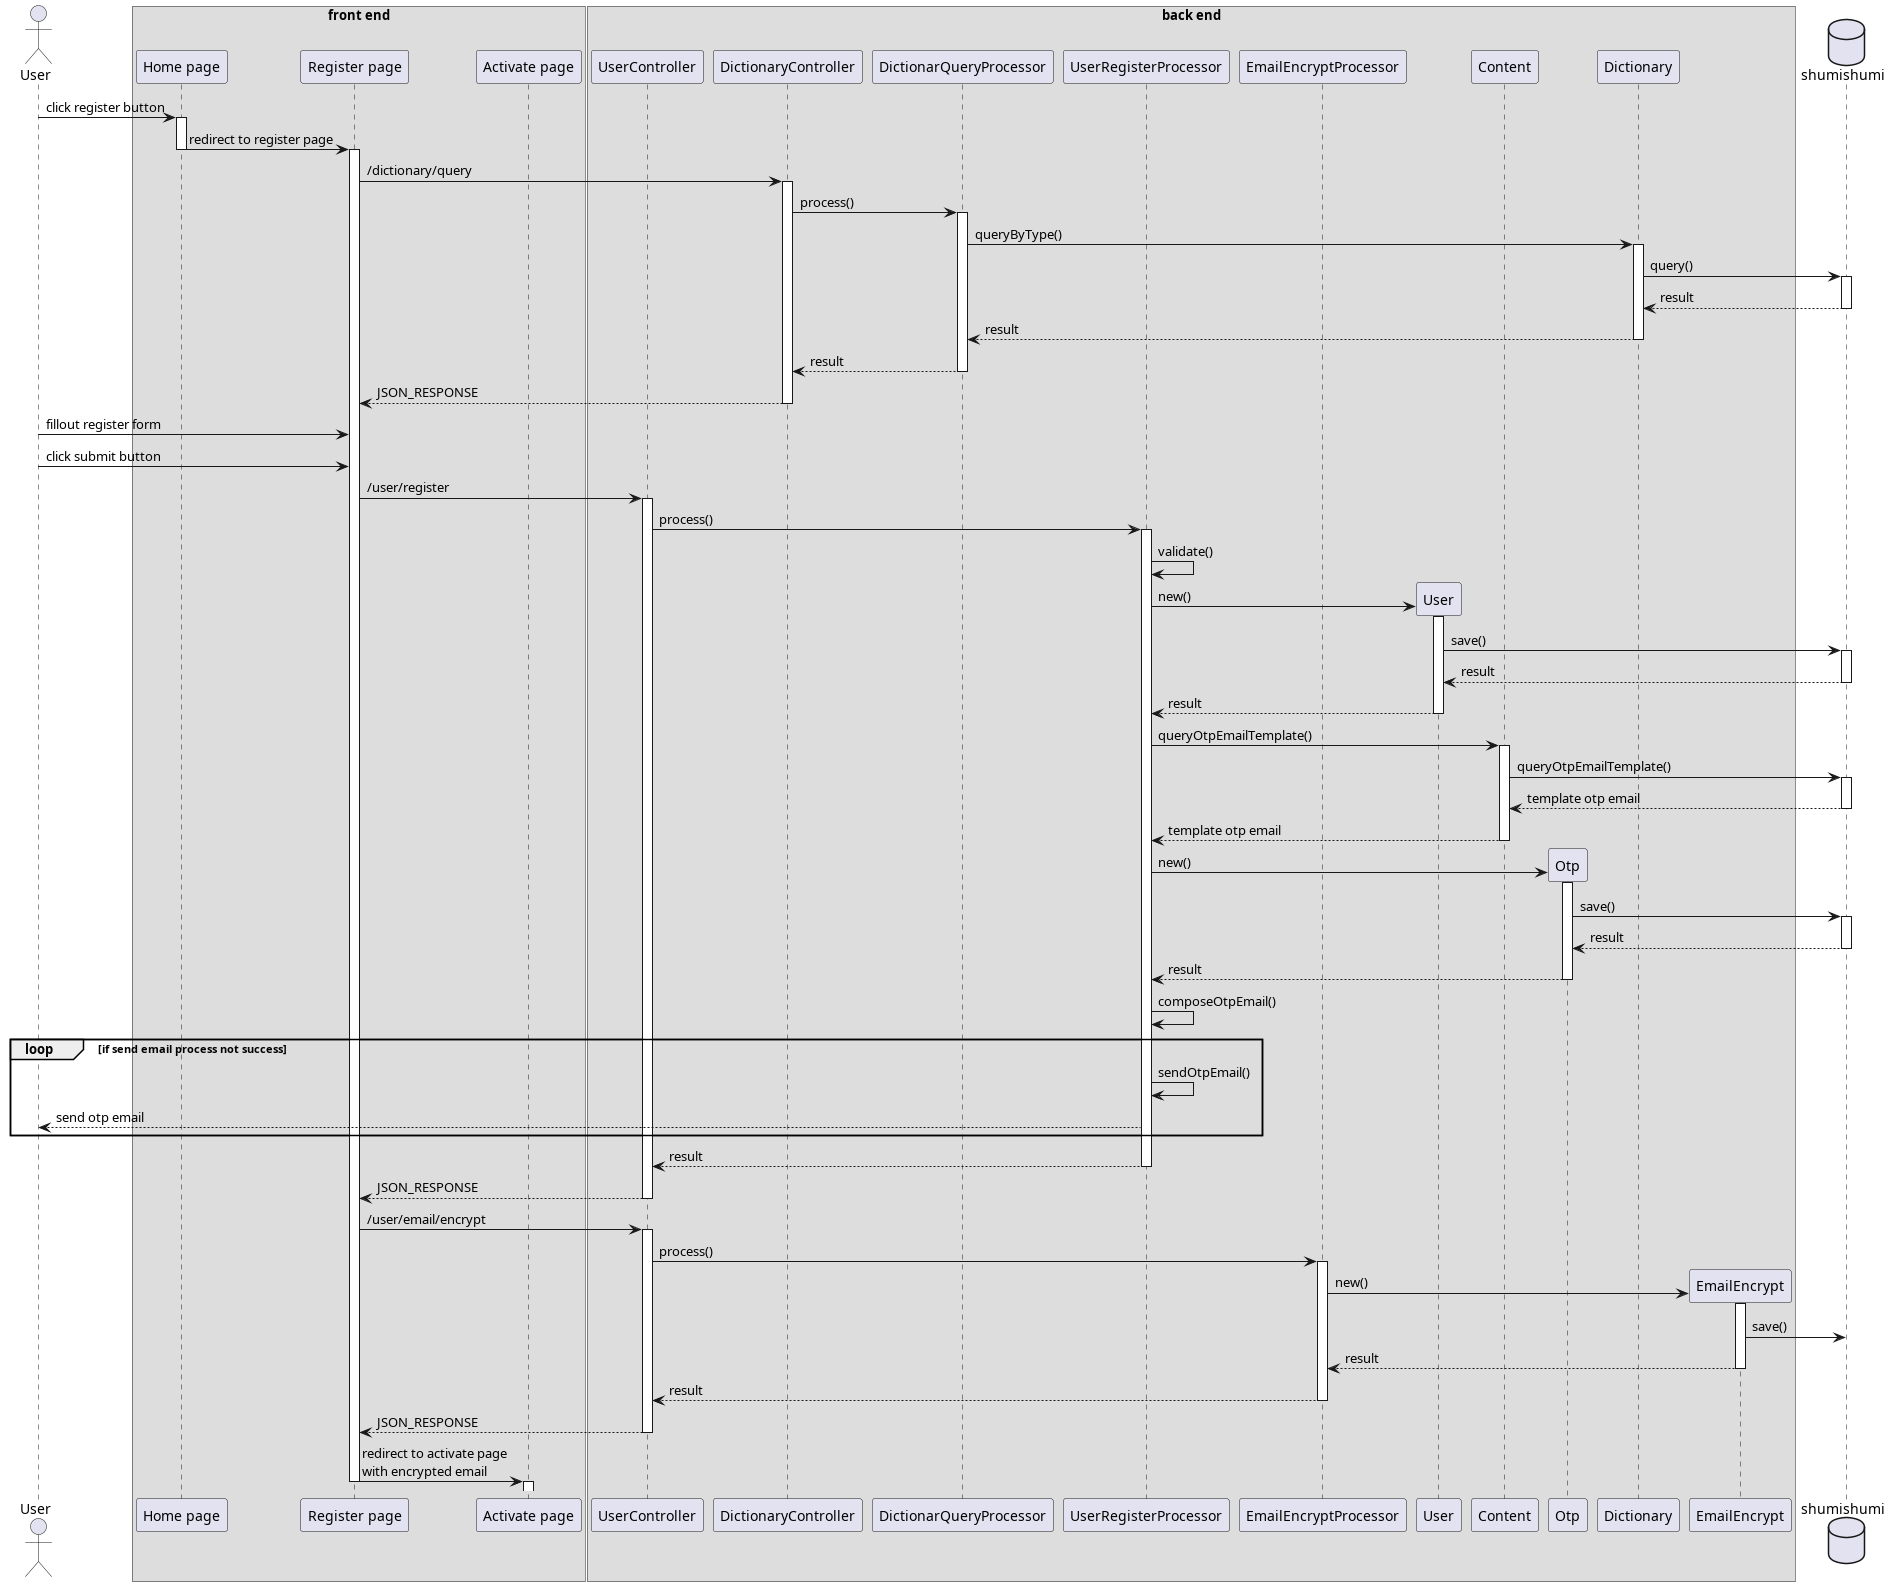 front end
back end
User
Home page
Register page
Activate page
UserController
DictionaryController
DictionarQueryProcessor
UserRegisterProcessor
EmailEncryptProcessor
Content
Dictionary
shumishumi
click register button
redirect to register page
/dictionary/query
process()
queryByType()
query()
result
result
result
JSON_RESPONSE
fillout register form
click submit button
/user/register
process()
validate()
new()
User
save()
result
result
queryOtpEmailTemplate()
queryOtpEmailTemplate()
template otp email
template otp email
new()
Otp
save()
result
result
composeOtpEmail()
loop
[if send email process not success]
sendOtpEmail()
send otp email
result
JSON_RESPONSE
/user/email/encrypt
process()
new()
EmailEncrypt
save()
result
result
JSON_RESPONSE
redirect to activate page
with encrypted email
User
Home page
Register page
Activate page
UserController
DictionaryController
DictionarQueryProcessor
UserRegisterProcessor
EmailEncryptProcessor
User
Content
Otp
Dictionary
EmailEncrypt
shumishumi